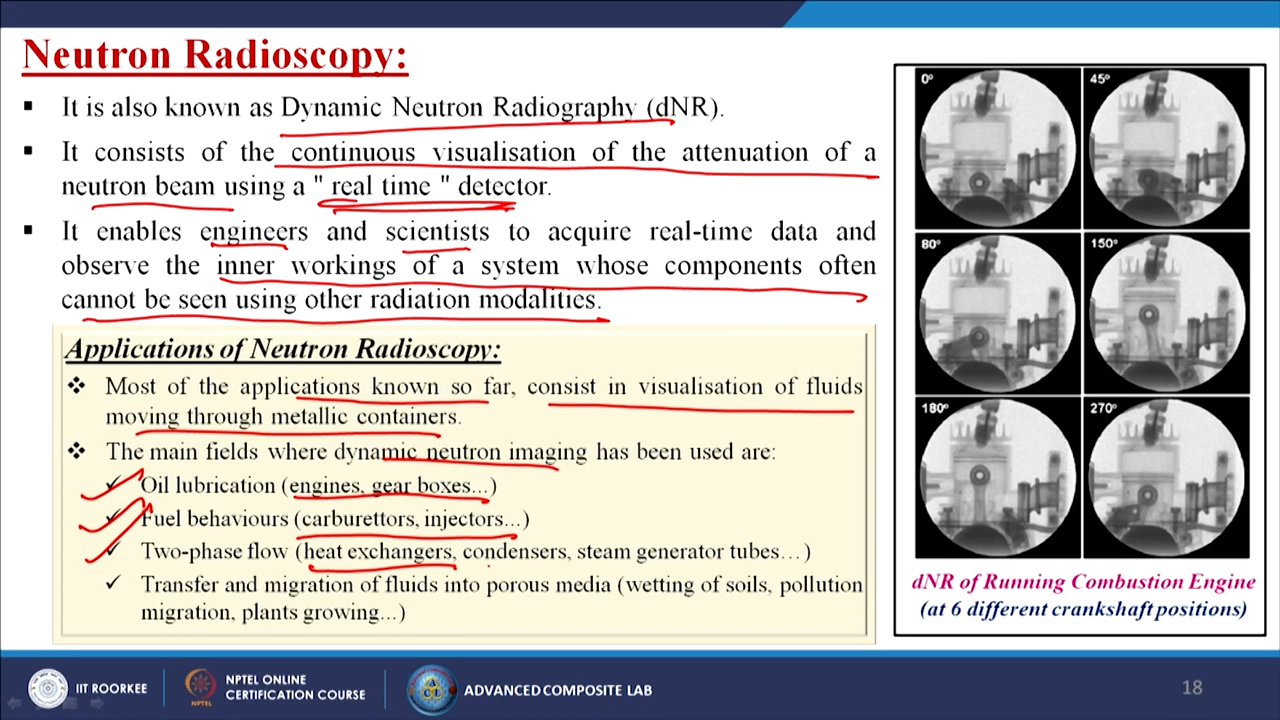 Neutron Radioscopy:
▪ It is also known as Dynamic Neutron Radiography (dNR).
▪ It consists of the continuous visualisation of the attenuation of a
neutron beam using a " real time " detector.
▪ It enables engineers and scientists to acquire real-time data and
observe the inner workings of a system whose components often
cannot be seen using other radiation modalities.
Applications of Neutron Radioscopy:
❖ Most of the applications known so far, consist in visualisation of fluids
moving through metallic containers.
❖ The main fields where dynamic neutron imaging has been used are:
✓ Oil lubrication (engines, gear boxes...)
✓ Fuel behaviours (carburettors, injectors...)
✓ Two-phase flow (heat exchangers, condensers, steam generator tubes…)
✓ Transfer and migration of fluids into porous media (wetting of soils, pollution
migration, plants growing...)
0°
45°
80°
150°
180°
270°
dNR of Running Combustion Engine
(at 6 different crankshaft positions)
IIT ROORKEE
NPTEL
NPTEL ONLINE
CERTIFICATION COURSE
ACL
ADVANCED COMPOSITE LAB
18